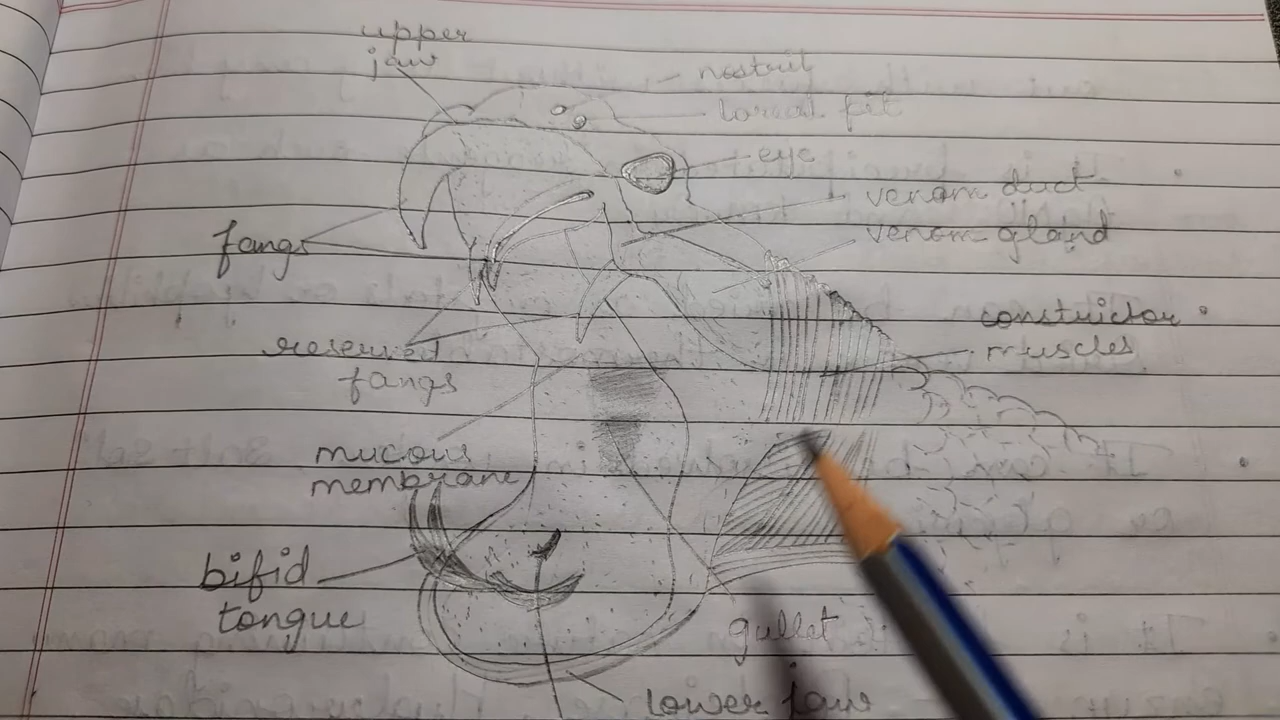 upper
jaw
nostril
loreal pit
eye
venom duct
venom gland
fangs
constrictor
muscles
reserved
fangs
mucous
membrane
bifid
tongue
gullet
lower jaw